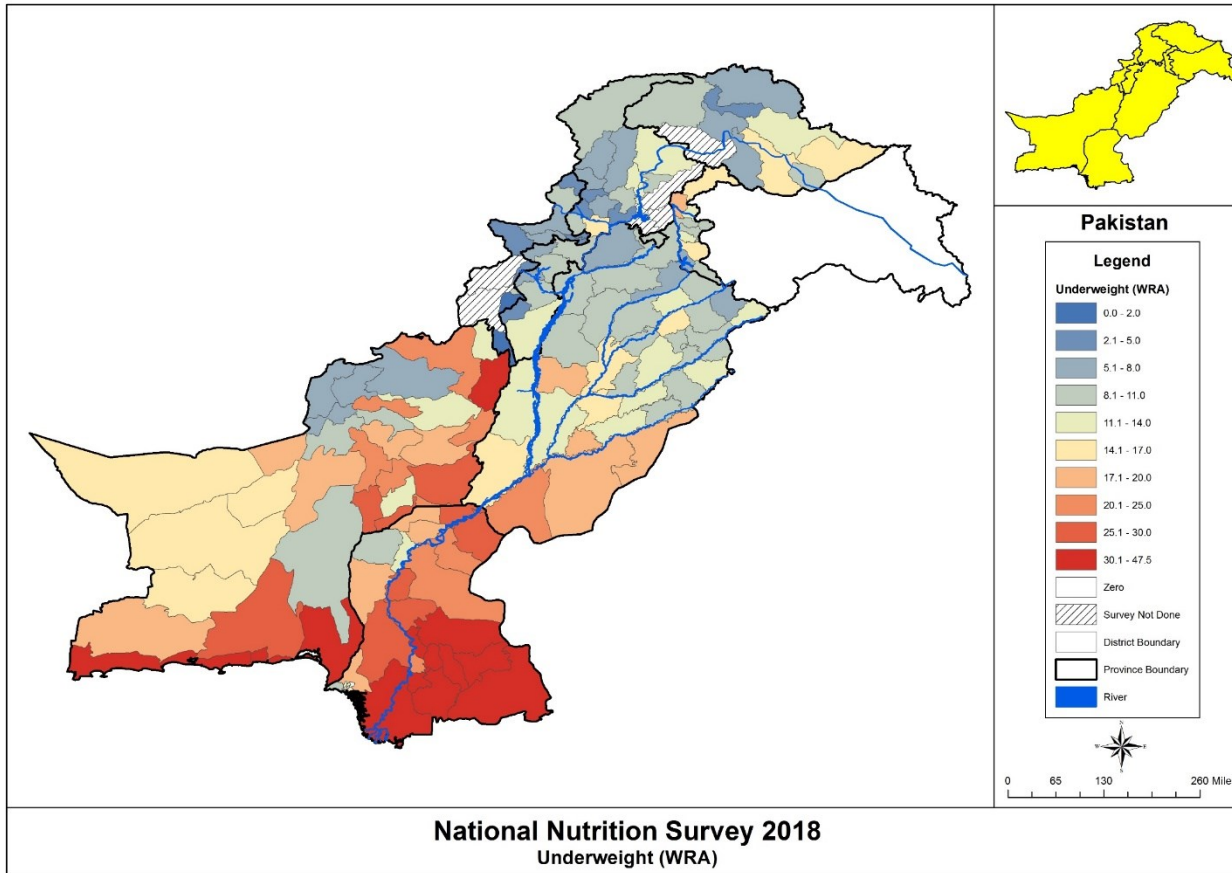 Pakistan
Legend
Underweight (WRA)
0.0 - 2.0
2.1 - 5.0
5.1 - 8.0
8.1 - 11.0
11.1 - 14.0
14.1 - 17.0
17.1 - 20.0
20.1 - 25.0
25.1 - 30.0
30.1 - 47.5
Zero
Survey Not Done
District Boundary
Province Boundary
River
N
W E
S
0 65 130 260 Mile
National Nutrition Survey 2018
Underweight (WRA)